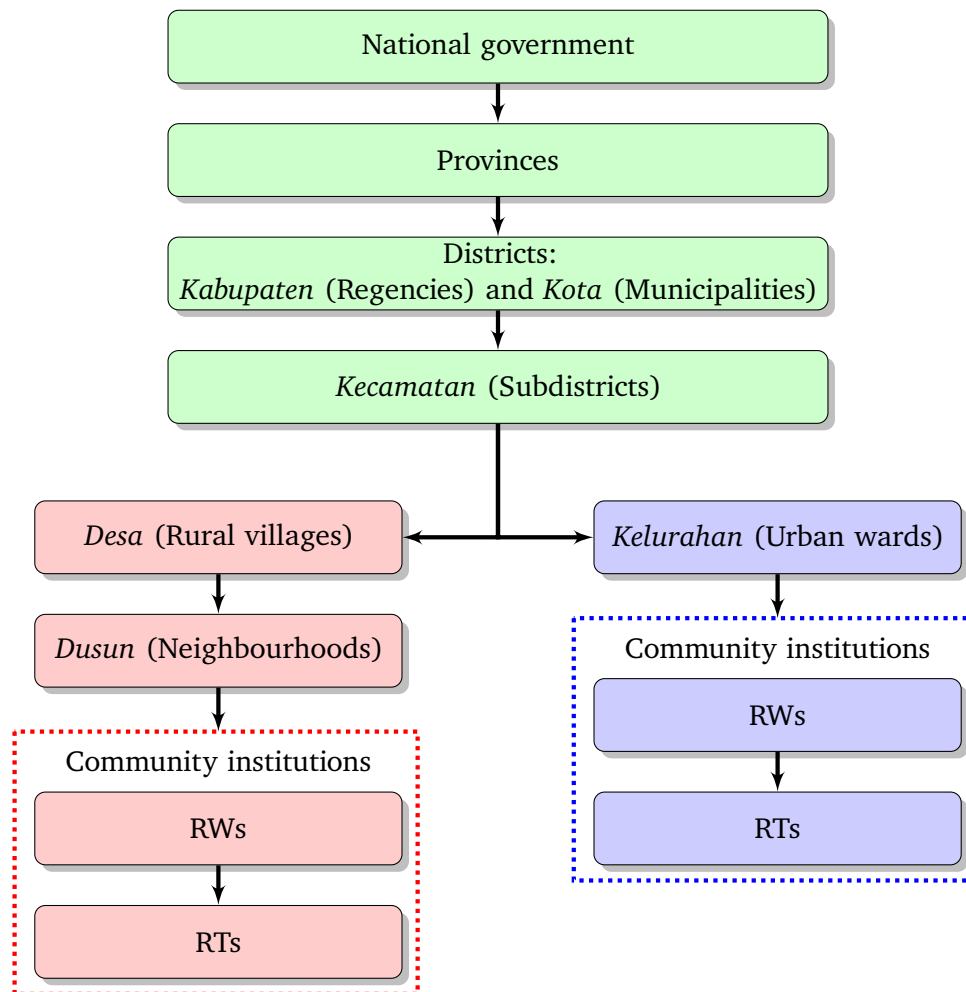 National government
Provinces
Districts:
Kabupaten (Regencies) and Kota (Municipalities)
Kecamatan (Subdistricts)
Desa (Rural villages)
Dusun (Neighbourhoods)
Community institutions
RWs
RTs
Kelurahan (Urban wards)
Community institutions
RWs
RTs